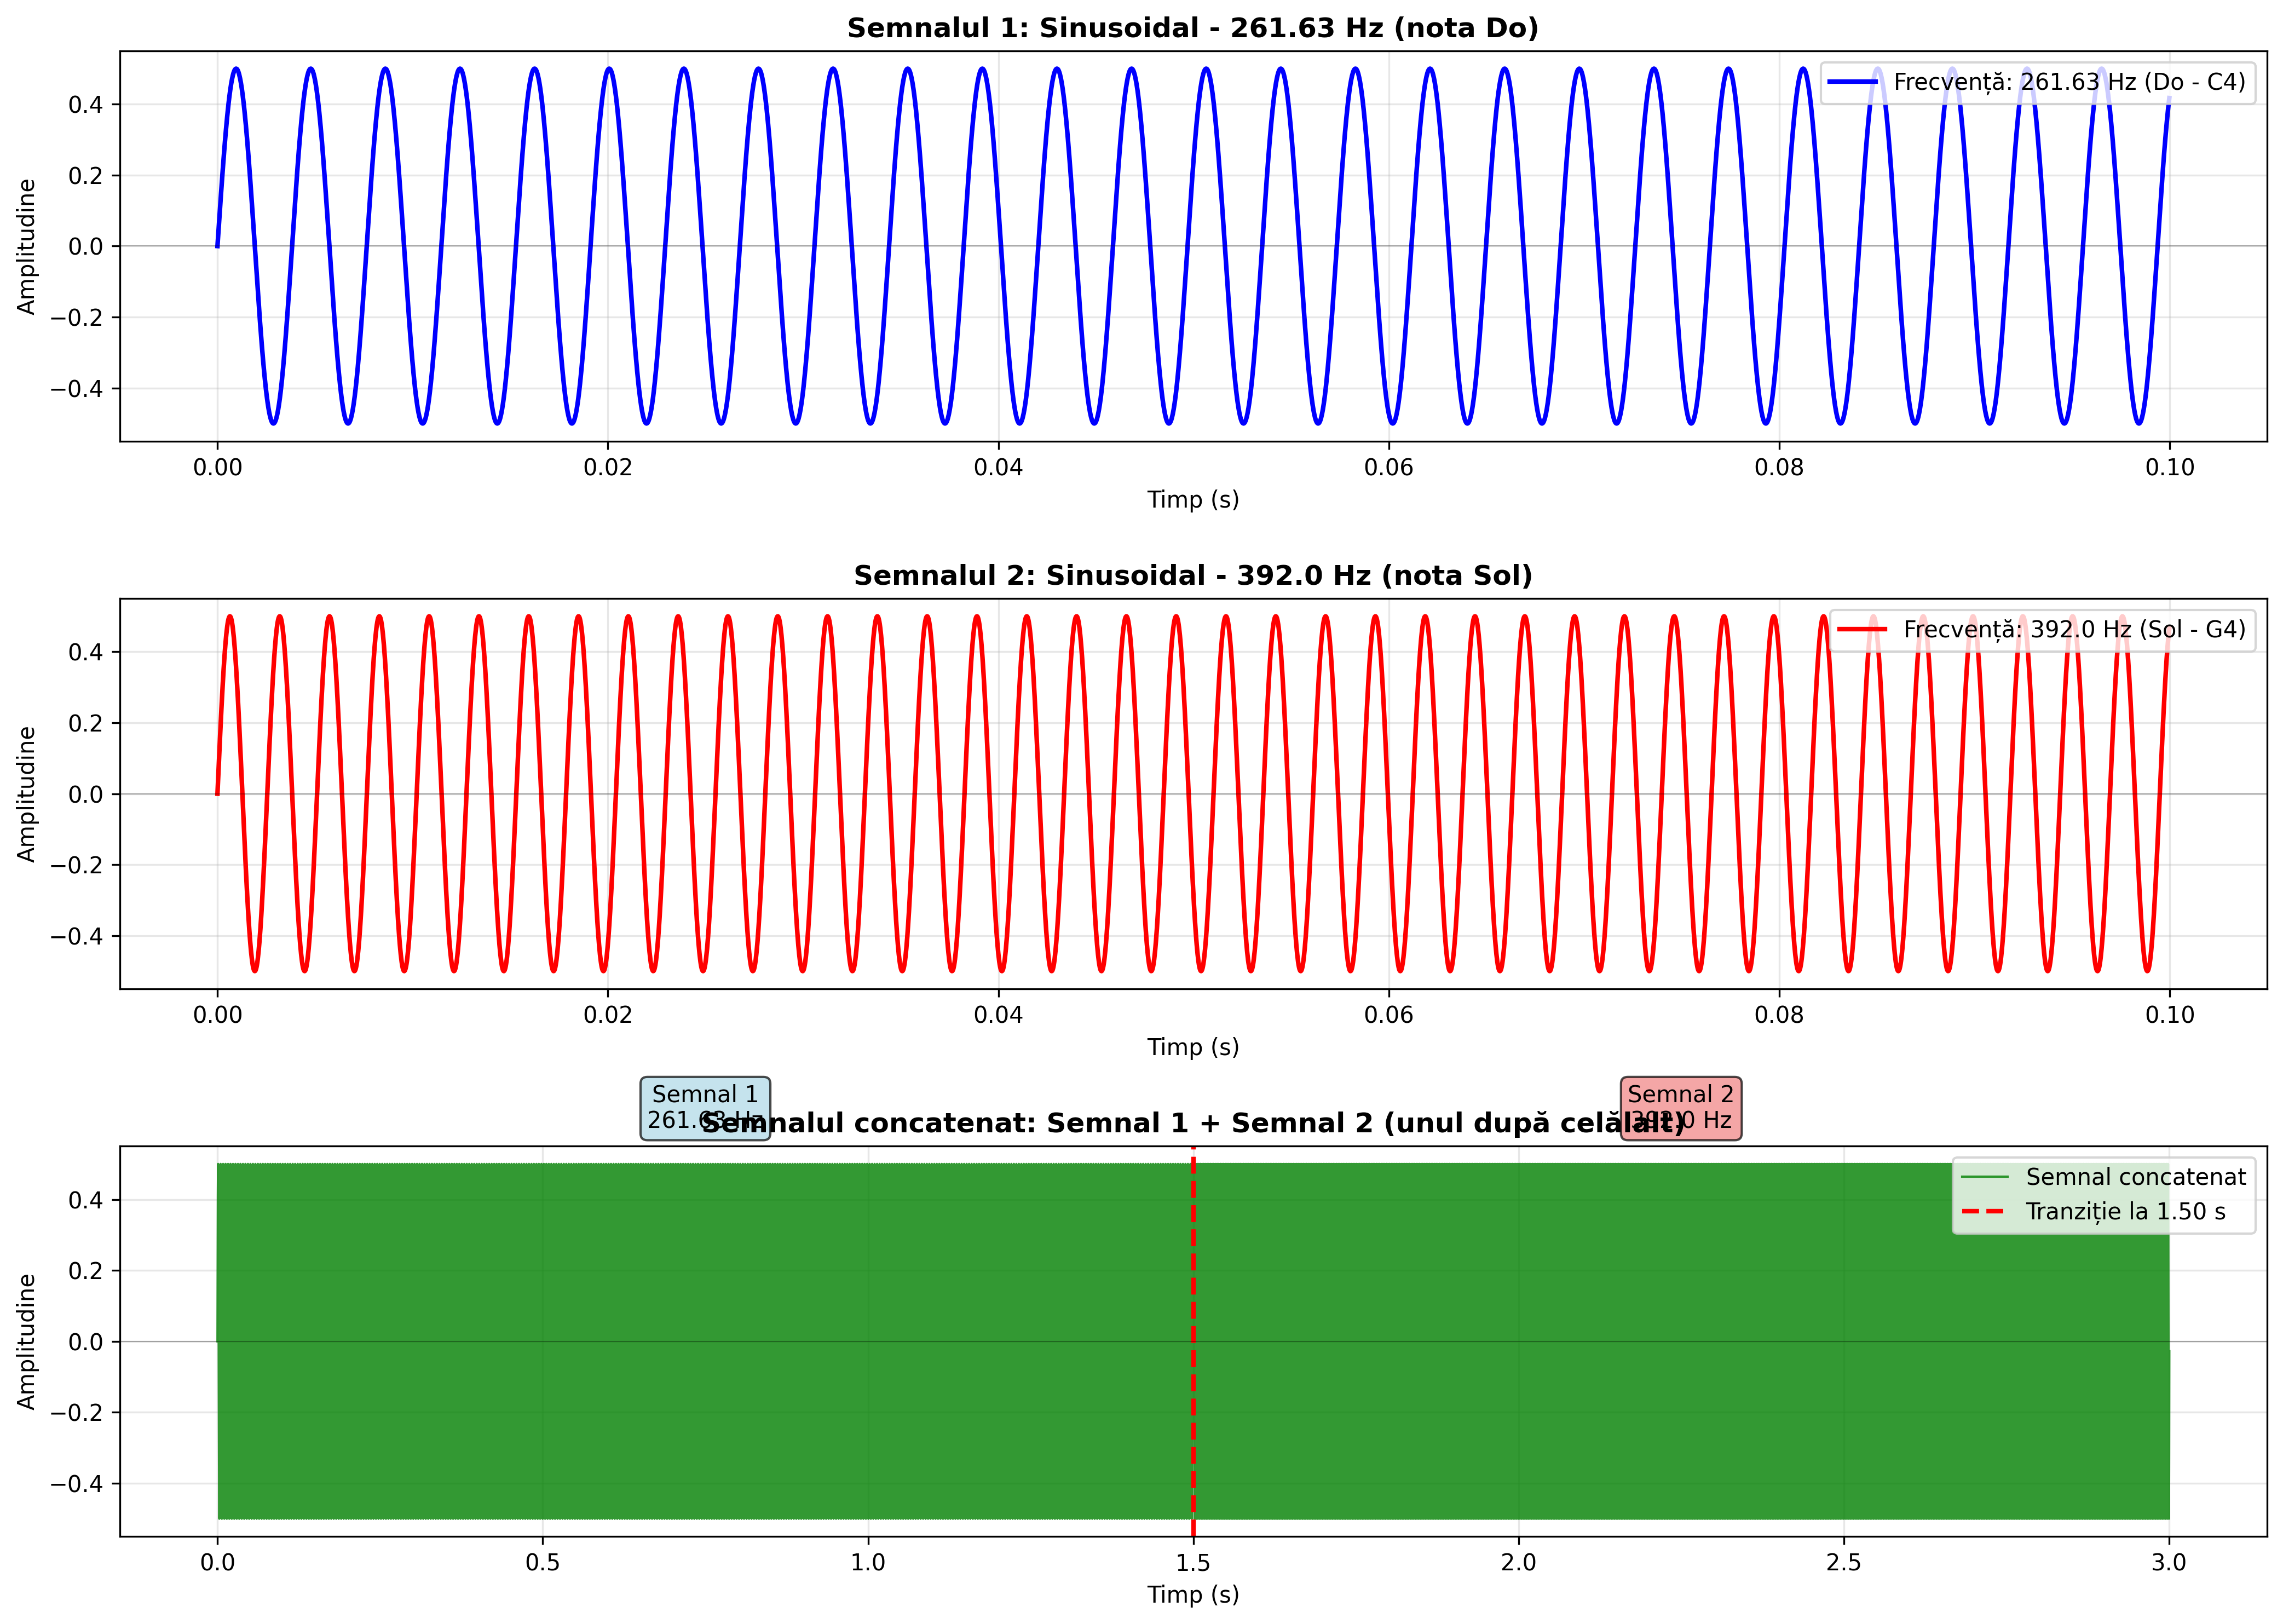 Semnalul 1: Sinusoidal - 261.63 Hz (nota Do)
Frecvență: 261.63 Hz (Do - C4)
Amplitudine
0.4
0.2
0.0
−0.2
−0.4
0.00
0.02
0.04
0.06
0.08
0.10
Timp (s)
Semnalul 2: Sinusoidal - 392.0 Hz (nota Sol)
Frecvență: 392.0 Hz (Sol - G4)
Amplitudine
0.4
0.2
0.0
−0.2
−0.4
0.00
0.02
0.04
0.06
0.08
0.10
Timp (s)
Semnal 1
261.63 Hz
Semnal 2
392.0 Hz
Semnalul concatenat: Semnal 1 + Semnal 2 (unul după celălalt)
Semnal concatenat
Tranziție la 1.50 s
Amplitudine
0.4
0.2
0.0
−0.2
−0.4
0.0
0.5
1.0
1.5
2.0
2.5
3.0
Timp (s)